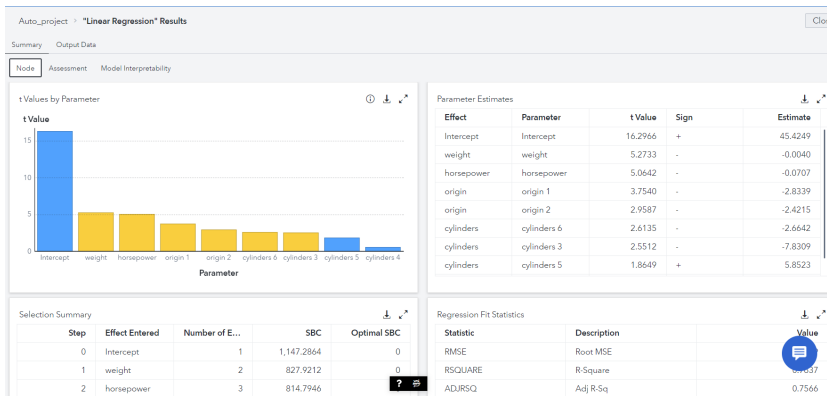 Auto_project > "Linear Regression" Results Clo
Summary Output Data
Node Assessment Model Interpretability
t Values by Parameter
t Value
15
10
5
0
Intercept weight horsepower origin 1 origin 2 cylinders 6 cylinders 3 cylinders 5 cylinders 4
Parameter
Parameter Estimates
Effect Parameter t Value Sign Estimate
Intercept Intercept 16.2966 + 45.4249
weight weight 5.2733 - -0.0040
horsepower horsepower 5.0642 - -0.0707
origin origin 1 3.7540 - -2.8339
origin origin 2 2.9587 - -2.4215
cylinders cylinders 6 2.6135 - -2.6642
cylinders cylinders 3 2.5512 - -7.8309
cylinders cylinders 5 1.8649 + 5.8523
Selection Summary
Step Effect Entered Number of E... SBC Optimal SBC
0 Intercept 1 1,147.2864 0
1 weight 2 827.9212 0
2 horsepower 3 814.7946
?
Regression Fit Statistics
Statistic Description Value
RMSE Root MSE
RSQUARE R-Square
ADJRSQ Adj R-Sq 0.7566